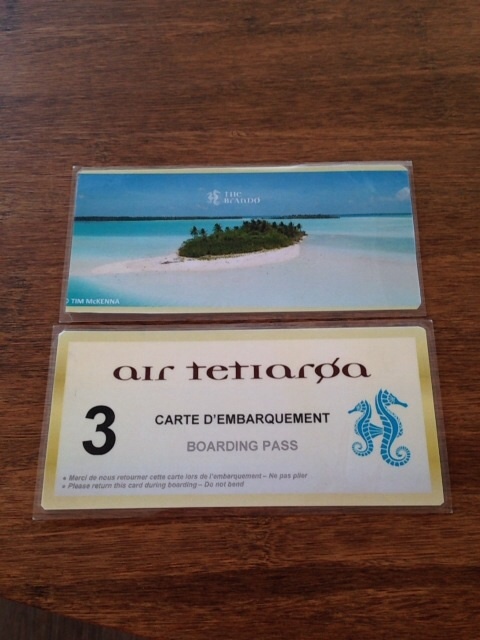 THE
BRANDO
TIM McKENNA
air tetiaroa
3
CARTE D'EMBARQUEMENT
BOARDING PASS
Merci de nous retourner cette carte lors de l'embarquement – Ne pas plier
Please return this card during boarding – Do not bend